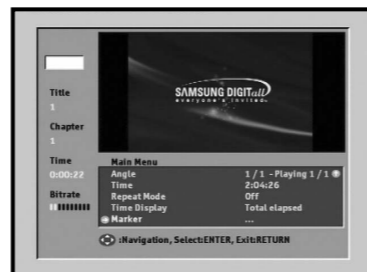 SAMSUNG DIGITall
everyone's invited™
Title
1
Chapter
1
Time
0:00:22
Bitrate
Main Menu
Angle 1 / 1 - Playing 1 / 1
Time 2:04:26
Repeat Mode Off
Time Display Total elapsed
Marker ...
:Navigation, Select:ENTER, Exit:RETURN